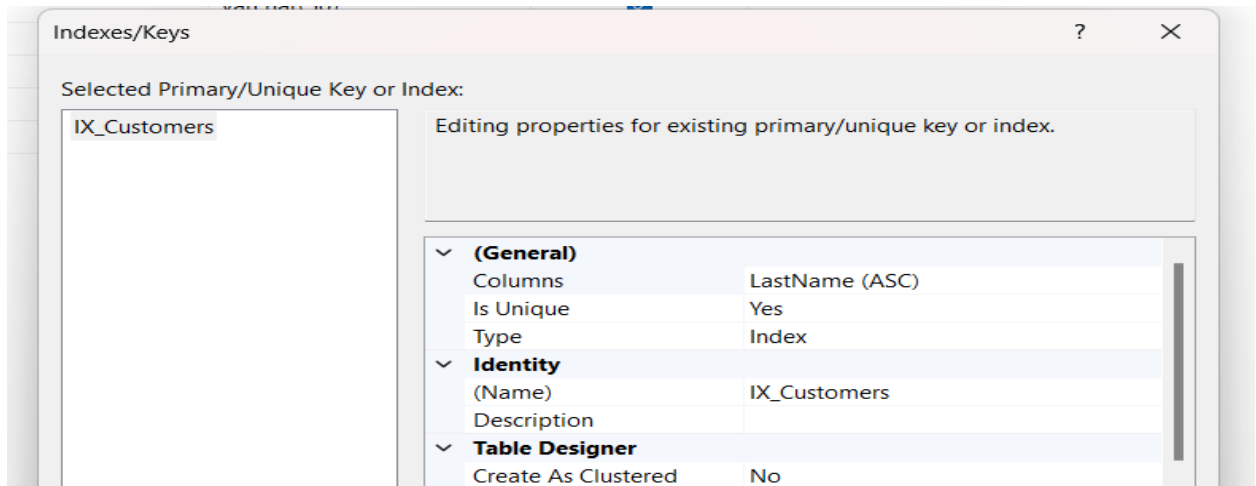 Indexes/Keys ? ×
Selected Primary/Unique Key or Index:
IX_Customers
Editing properties for existing primary/unique key or index.
(General)
Columns LastName (ASC)
Is Unique Yes
Type Index
Identity
(Name) IX_Customers
Description
Table Designer
Create As Clustered No